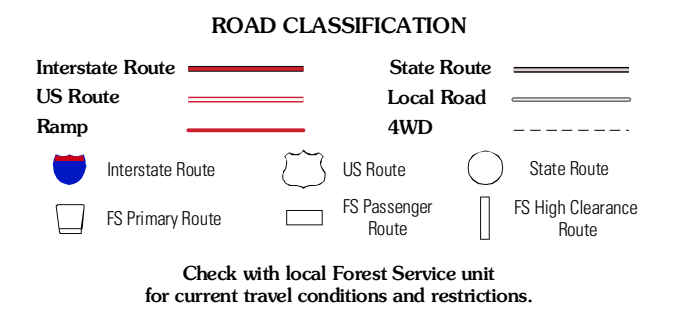 ROAD CLASSIFICATION
Interstate Route
State Route
US Route
Local Road
Ramp
4WD
Interstate Route
US Route
State Route
FS Primary Route
FS Passenger
Route
FS High Clearance
Route
Check with local Forest Service unit
for current travel conditions and restrictions.